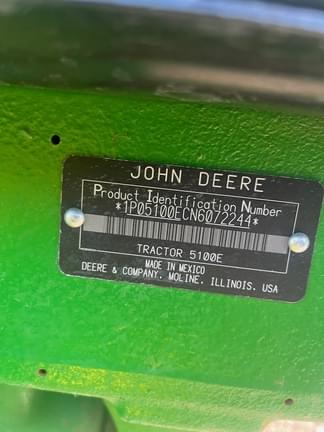 JOHN DEERE
Product Identification Number
*1P05100ECN6072244*
TRACTOR 5100E
MADE IN MEXICO
DEERE & COMPANY, MOLINE, ILLINOIS, USA